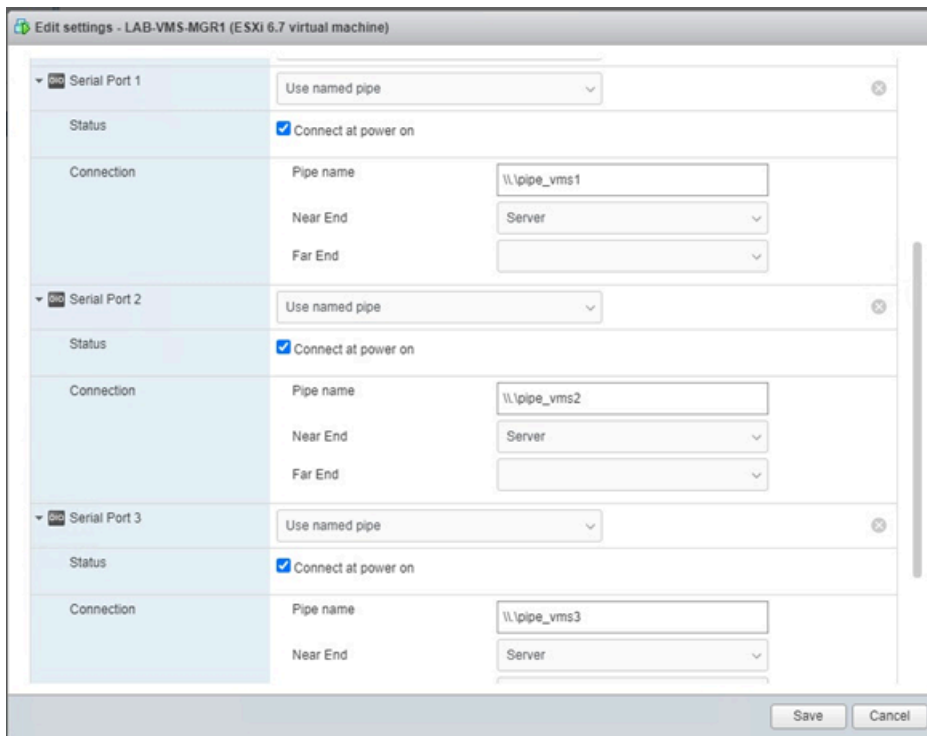 Edit settings - LAB-VMS-MGR1 (ESXi 6.7 virtual machine)
Serial Port 1 Use named pipe
Status Connect at power on
Connection Pipe name \\.\pipe_vms1
Near End Server
Far End
Serial Port 2 Use named pipe
Status Connect at power on
Connection Pipe name \\.\pipe_vms2
Near End Server
Far End
Serial Port 3 Use named pipe
Status Connect at power on
Connection Pipe name \\.\pipe_vms3
Near End Server
Save Cancel